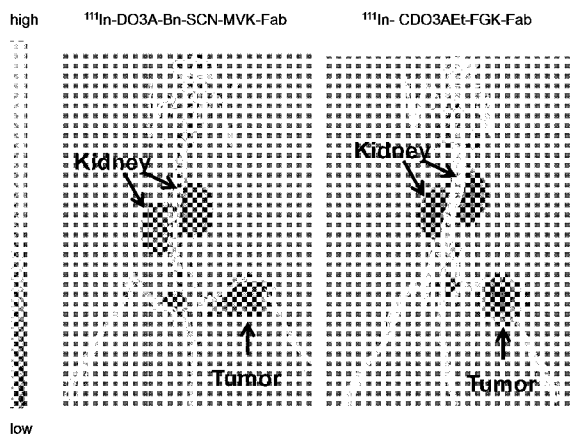 high
¹¹¹In-DO3A-Bn-SCN-MVK-Fab
¹¹¹In- CDO3AEt-FGK-Fab
Kidney
Kidney
Tumor
Tumor
low